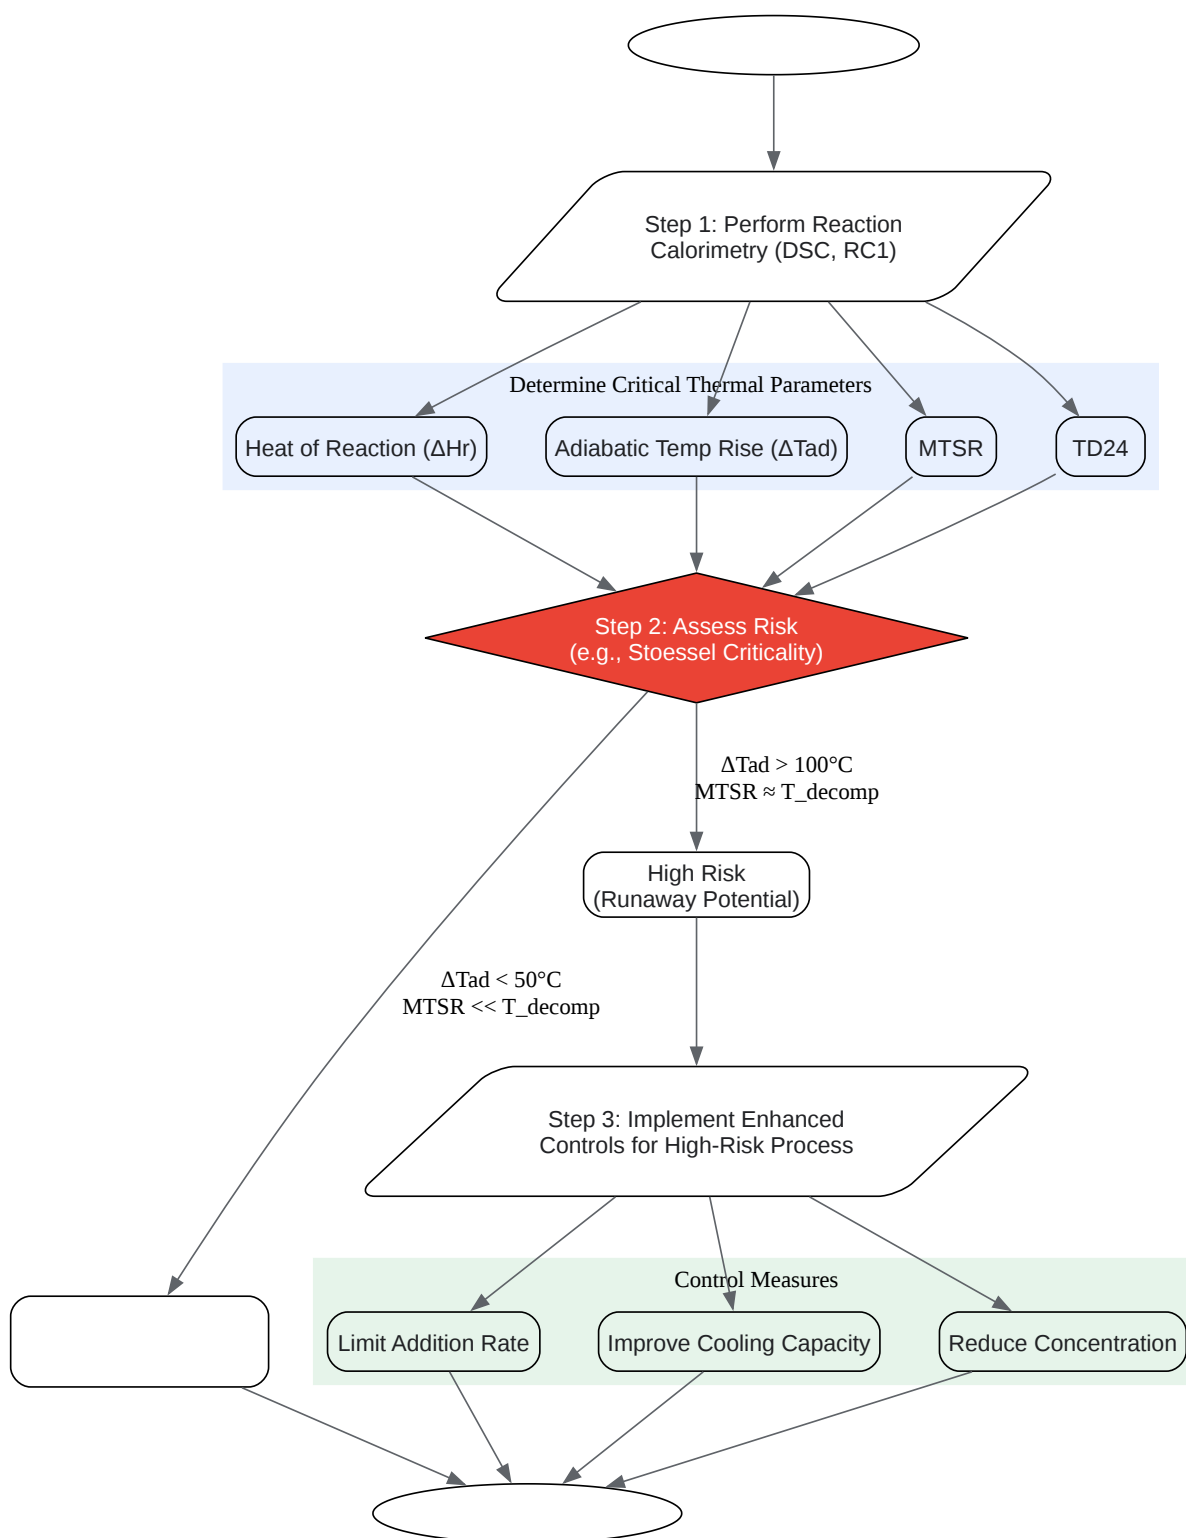 Step 1: Perform Reaction
Calorimetry (DSC, RC1)
Determine Critical Thermal Parameters
Heat of Reaction (ΔHr)
Adiabatic Temp Rise (ΔTad)
MTSR
TD24
Step 2: Assess Risk
(e.g., Stoessel Criticality)
ΔTad > 100°C
MTSR ≈ T_decomp
High Risk
(Runaway Potential)
ΔTad < 50°C
MTSR << T_decomp
Step 3: Implement Enhanced
Controls for High-Risk Process
Control Measures
Limit Addition Rate
Improve Cooling Capacity
Reduce Concentration